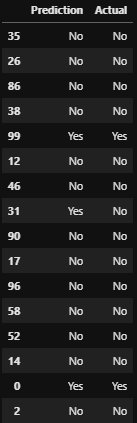 Prediction Actual
35 No No
26 No No
86 No No
38 No No
99 Yes Yes
12 No No
46 No No
31 Yes No
90 No No
17 No No
96 No No
58 No No
52 No No
14 No No
0 Yes Yes
2 No No